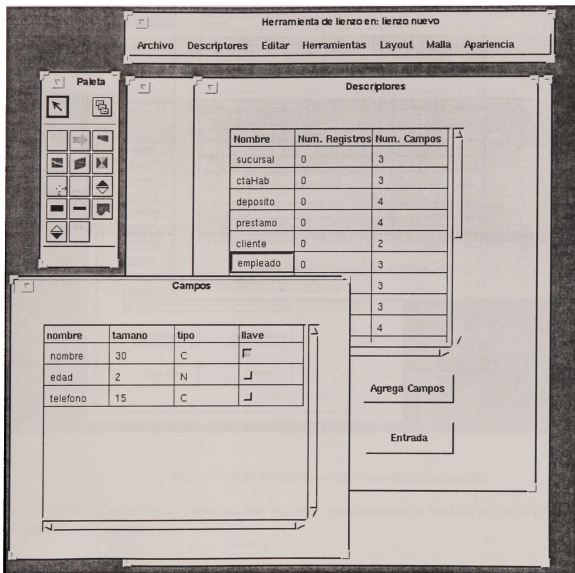 Herramienta de lienzo en: lienzo nuevo
Archivo Descriptores Editar Herramientas Layout Malla Apariencia
Paleta
Descriptores
Nombre Num. Registros Num. Campos
sucursal 0 3
ctaHab 0 3
deposito 0 4
prestamo 0 4
cliente 0 2
empleado 0 3
3
3
4
Agrega Campos
Entrada
Campos
nombre tamano tipo llave
nombre 30 C
edad 2 N
telefono 15 C